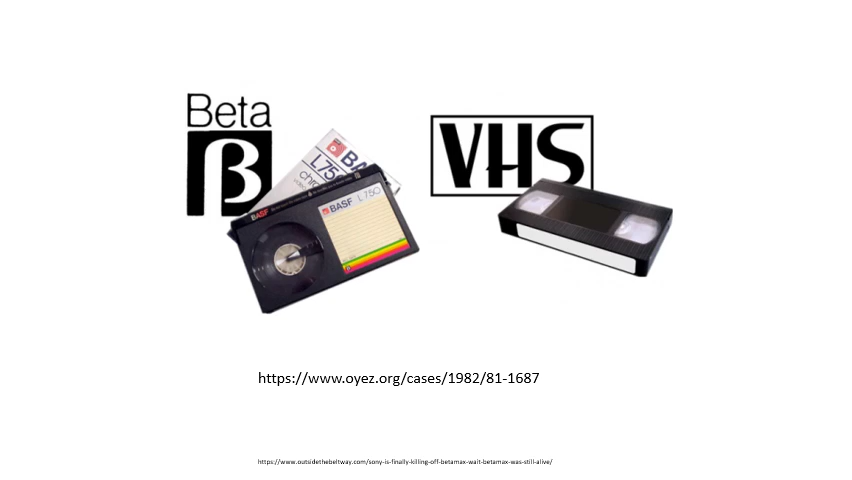 Beta
β
VHS
L750
BASF
BASF L 750
https://www.oyez.org/cases/1982/81-1687
https://www.outsidethebeltway.com/sony-is-finally-killing-off-betamax-wait-betamax-was-still-alive/